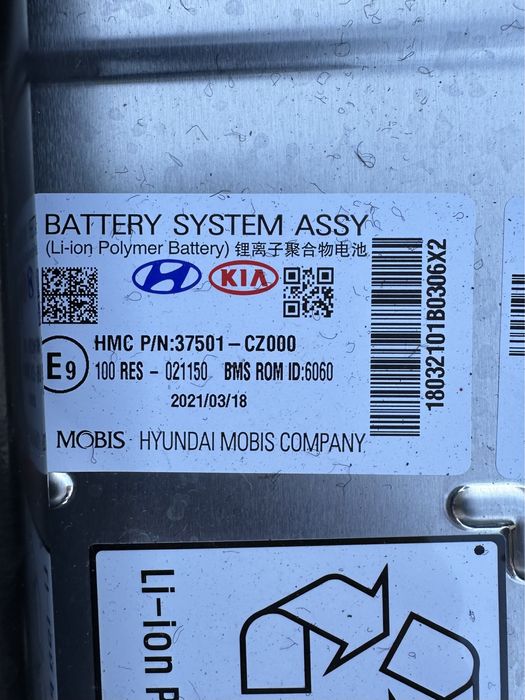 BATTERY SYSTEM ASSY
(Li-ion Polymer Battery) 锂离子聚合物电池
KIA
HMC P/N:37501-CZ000
E9
100 RES - 021150 BMS ROM ID:6060
2021/03/18
MOBIS HYUNDAI MOBIS COMPANY
18032101B0306X2
Li-ion P